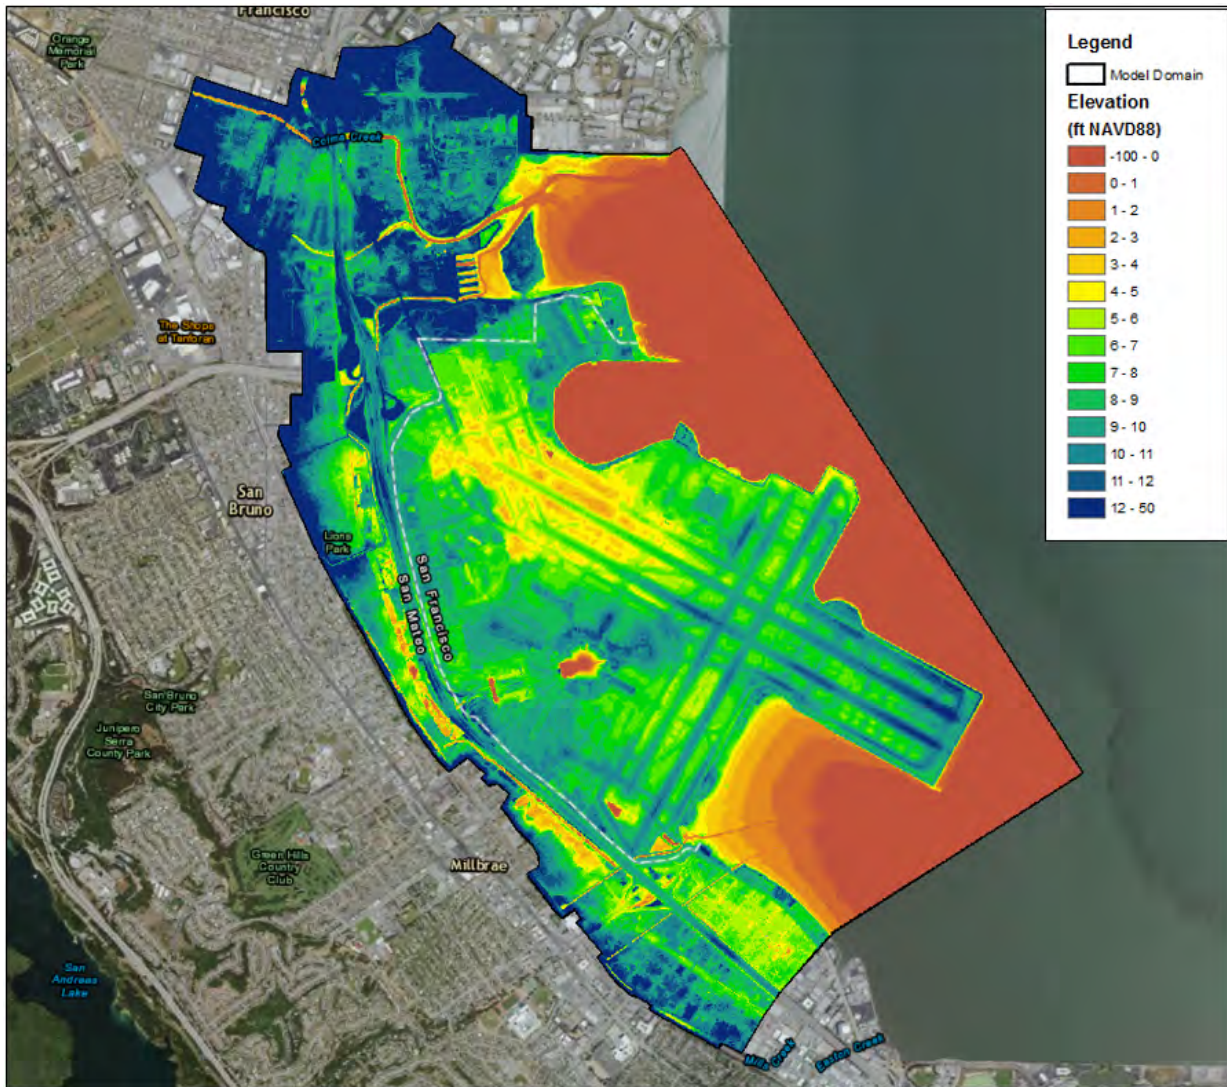 Francisco
Orange
Memorial
Park
Colma Creek
The Shops
at Tanforan
San
Bruno
Lions
Park
San Francisco
San Mateo
San Bruno
City Park
Junipero
Serra
County Park
Millbrae
Green Hills
Country
Club
San
Andreas
Lake
Mills Creek
Easton Creek
Legend
Model Domain
Elevation
(ft NAVD88)
-100 - 0
0 - 1
1 - 2
2 - 3
3 - 4
4 - 5
5 - 6
6 - 7
7 - 8
8 - 9
9 - 10
10 - 11
11 - 12
12 - 50